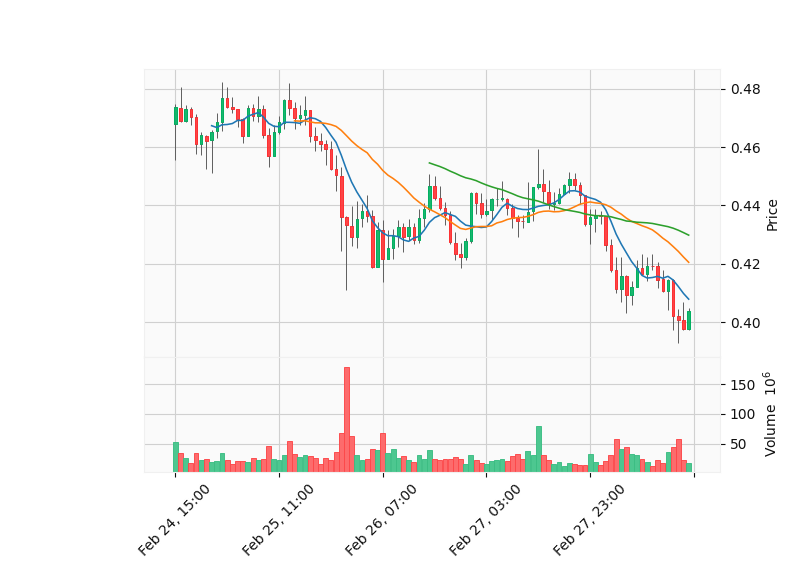 0.48
0.46
0.44
0.42
0.40
Price
150
100
50
Volume 10^6
Feb 24, 15:00
Feb 25, 11:00
Feb 26, 07:00
Feb 27, 03:00
Feb 27, 23:00